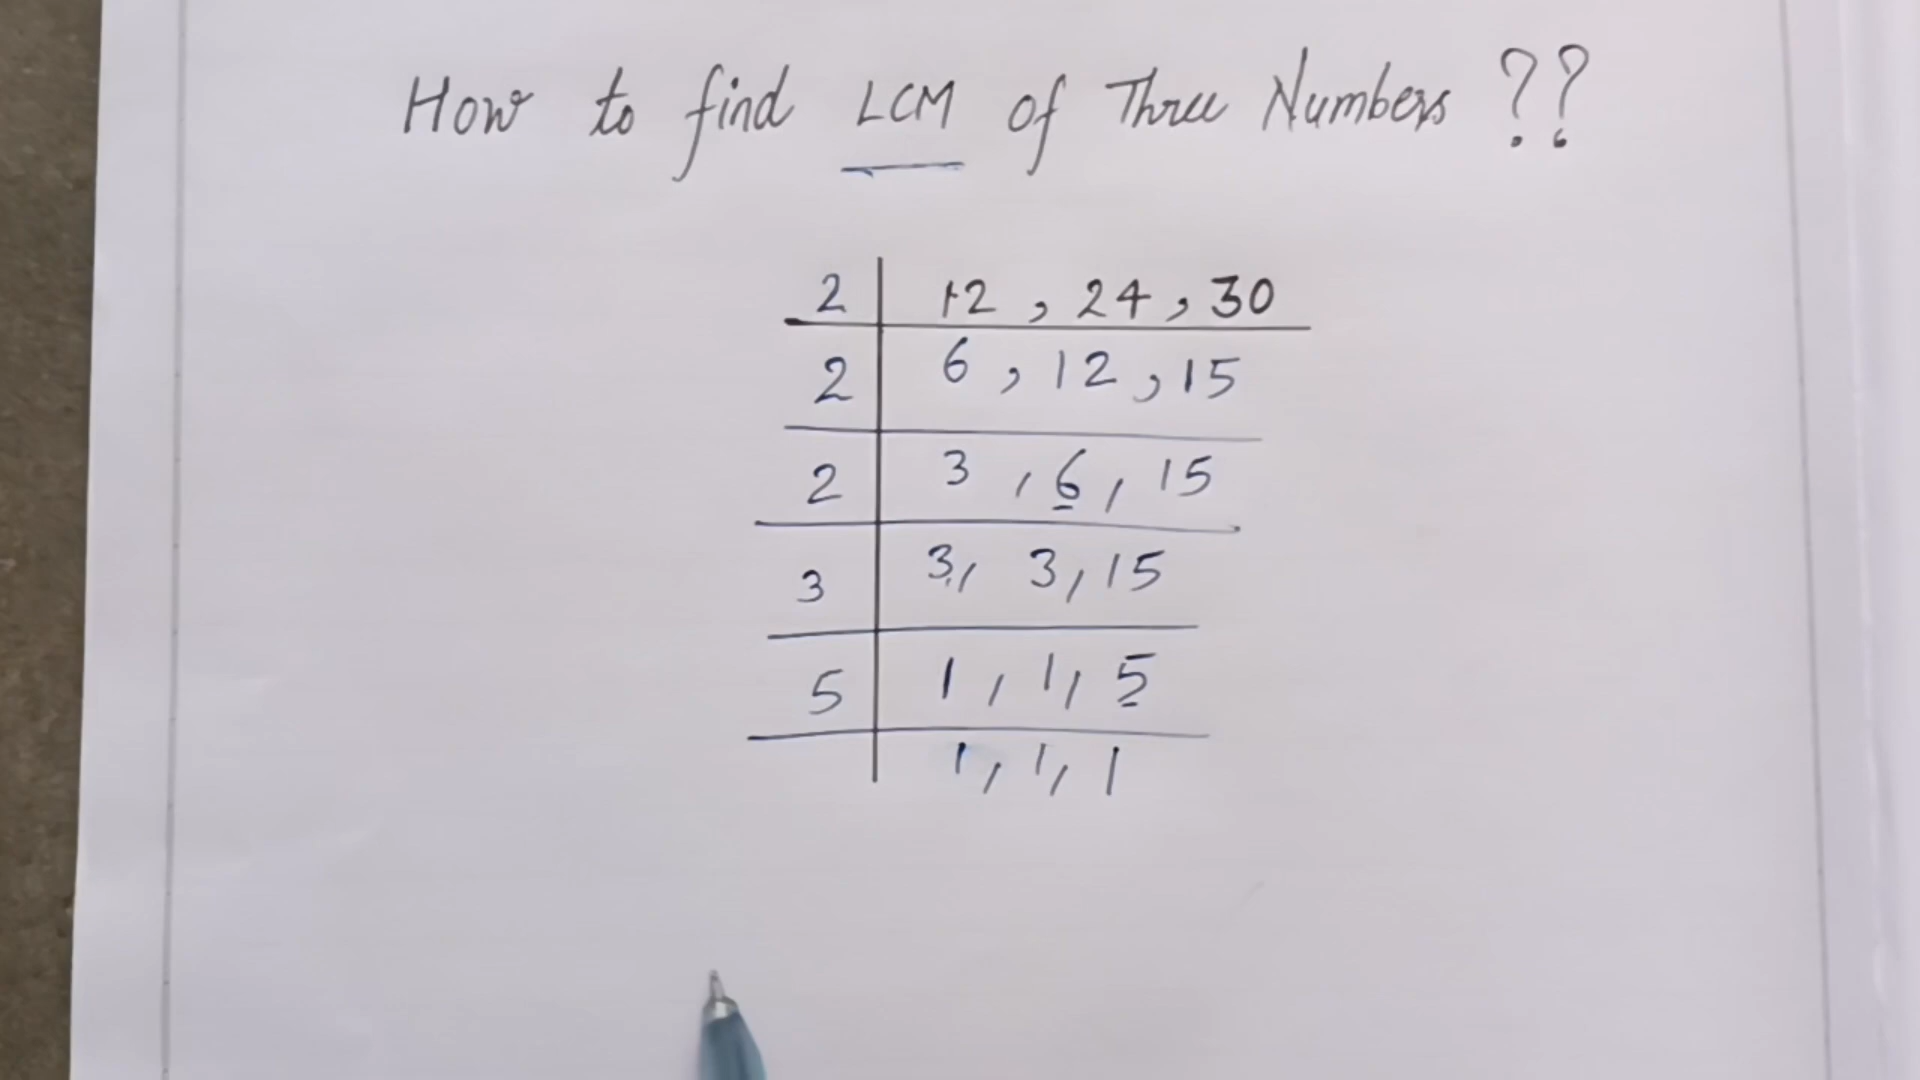 How to find LCM of Three Numbers ??
2 | 12 , 24 , 30
2 | 6 , 12 , 15
2 | 3 , 6 , 15
3 | 3 , 3 , 15
5 | 1 , 1 , 5
1 , 1 , 1